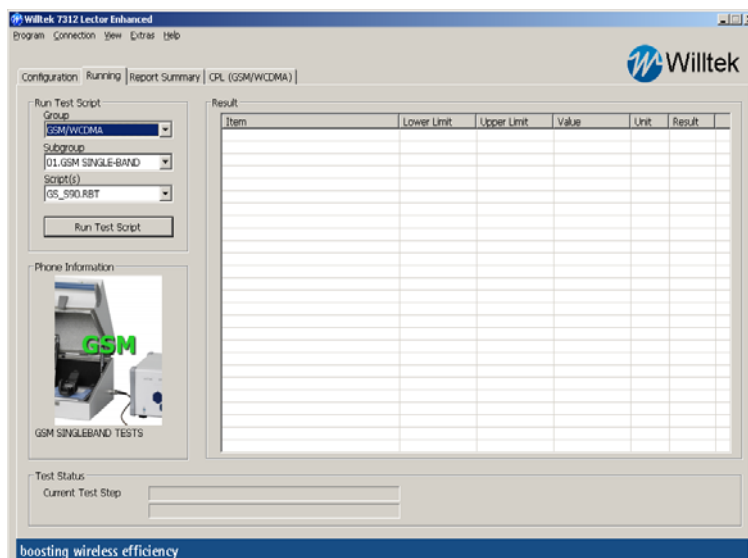 Willtek 7312 Lector Enhanced
Program Connection View Extras Help
Willtek
Configuration Running Report Summary CPL (GSM/WCDMA)
Run Test Script
Group
GSM/WCDMA
Subgroup
01.GSM SINGLE-BAND
Script(s)
GS_S90.RBT
Run Test Script
Phone Information
GSM
GSM SINGLEBAND TESTS
Result
Item Lower Limit Upper Limit Value Unit Result
Test Status
Current Test Step
boosting wireless efficiency